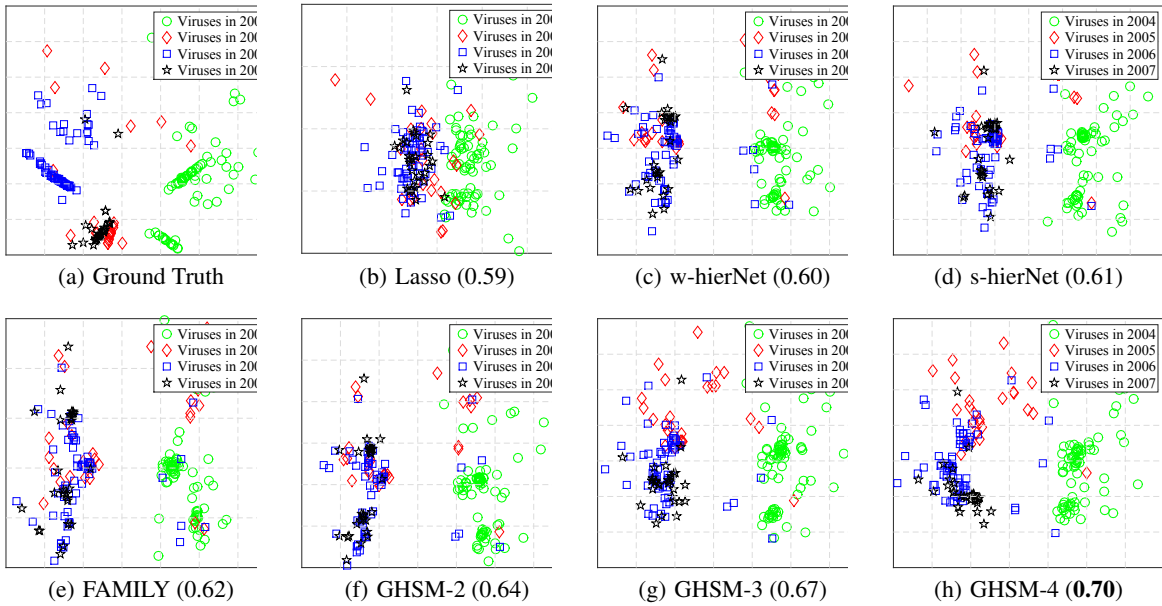 Viruses in 200
Viruses in 200
Viruses in 200
Viruses in 200
(a) Ground Truth
Viruses in 200
Viruses in 200
Viruses in 200
Viruses in 200
(b) Lasso (0.59)
Viruses in 200
Viruses in 200
Viruses in 200
Viruses in 200
(c) w-hierNet (0.60)
Viruses in 2004
Viruses in 2005
Viruses in 2006
Viruses in 2007
(d) s-hierNet (0.61)
Viruses in 200
Viruses in 200
Viruses in 200
Viruses in 200
(e) FAMILY (0.62)
Viruses in 200
Viruses in 200
Viruses in 200
Viruses in 200
(f) GHSM-2 (0.64)
Viruses in 200
Viruses in 200
Viruses in 200
Viruses in 200
(g) GHSM-3 (0.67)
Viruses in 2004
Viruses in 2005
Viruses in 2006
Viruses in 2007
(h) GHSM-4 (0.70)